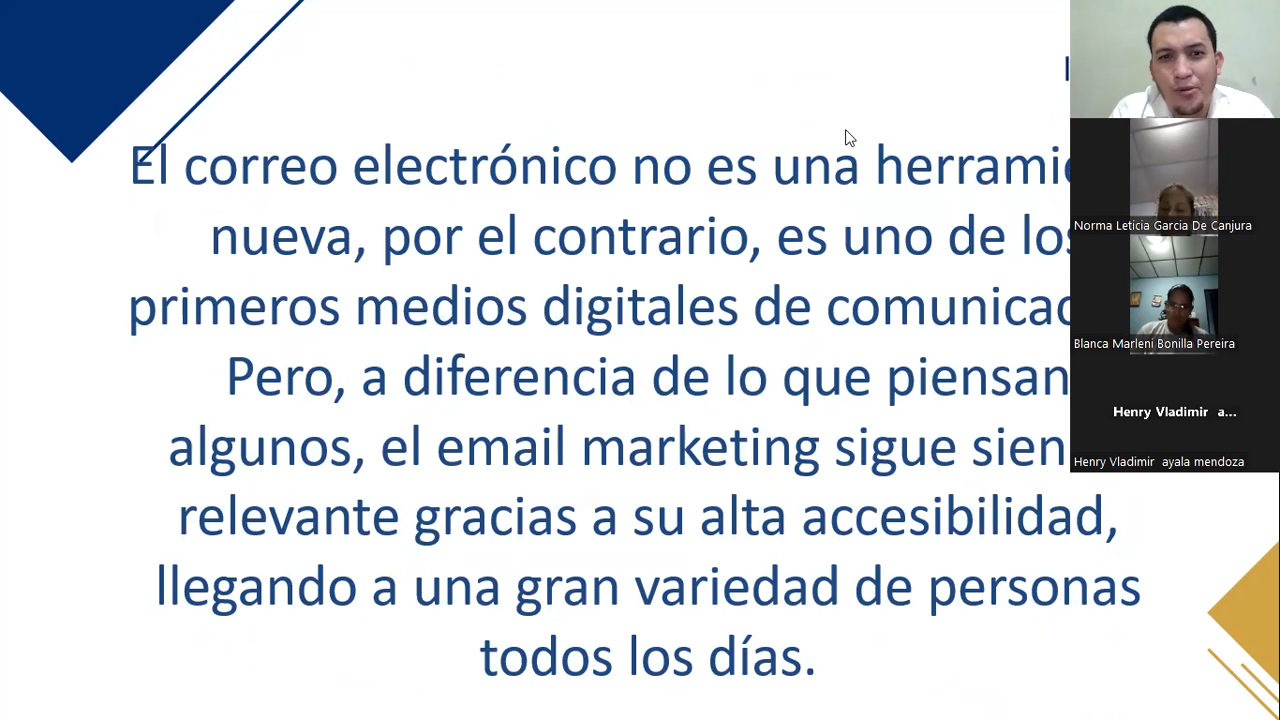 El correo electrónico no es una
nueva, por el contrario, es uno de los
primeros medios digitales de
Pero, a diferencia de lo que piensan
algunos, el email marketing sigue
relevante gracias a su alta accesibilidad,
llegando a una gran variedad de personas
todos los días.
Norma Leticia Garcia De Canjura
Blanca Marleni Bonilla Pereira
Henry Vladimir a...
Henry Vladimir ayala mendoza